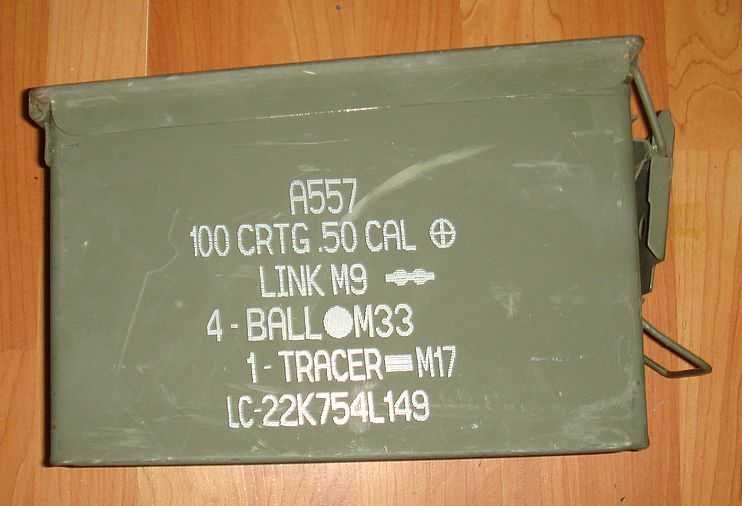 A557
100 CRTG .50 CAL
LINK M9
4 - BALL M33
1 - TRACER M17
LC-22K754L149